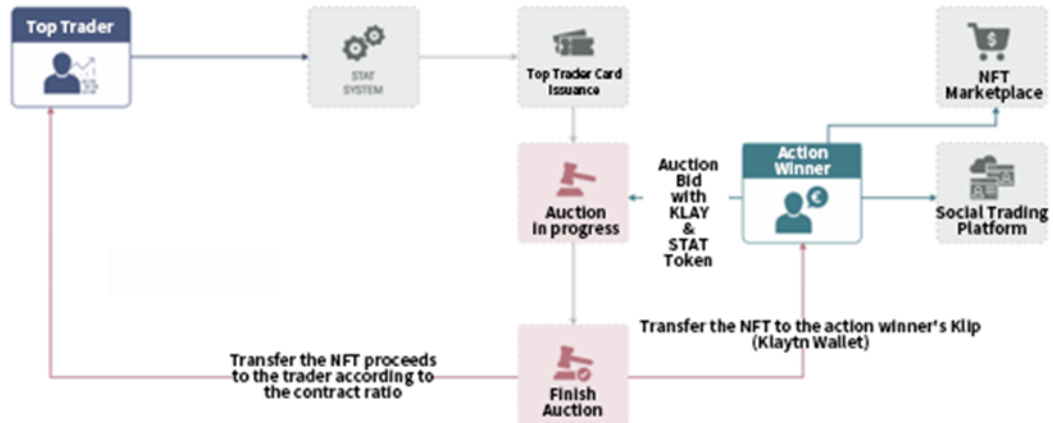 Top Trader
STAT
SYSTEM
Top Trader Card
Issuance
NFT
Marketplace
Auction
in progress
Auction
Bid
with
KLAY
&
STAT
Token
Action
Winner
Social Trading
Platform
Transfer the NFT proceeds
to the trader according to
the contract ratio
Finish
Auction
Transfer the NFT to the action winner's Klip
(Klaytn Wallet)